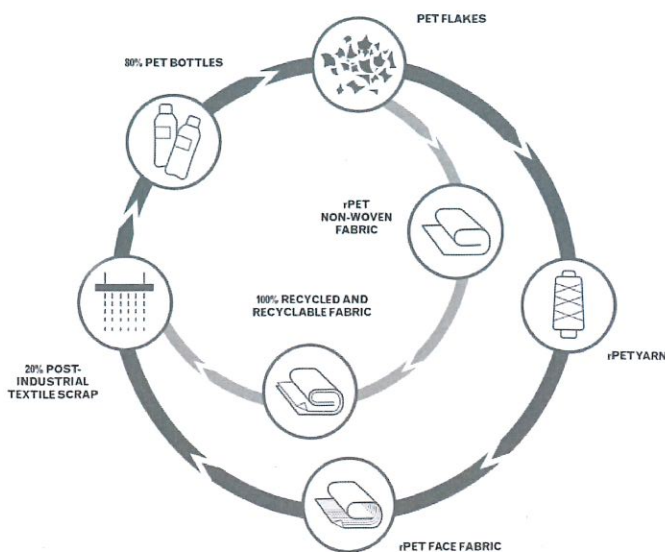 PET FLAKES
80% PET BOTTLES
rPET
NON-WOVEN
FABRIC
100% RECYCLED AND
RECYCLABLE FABRIC
20% POST-
INDUSTRIAL
TEXTILE SCRAP
rPET YARN
rPET FACE FABRIC